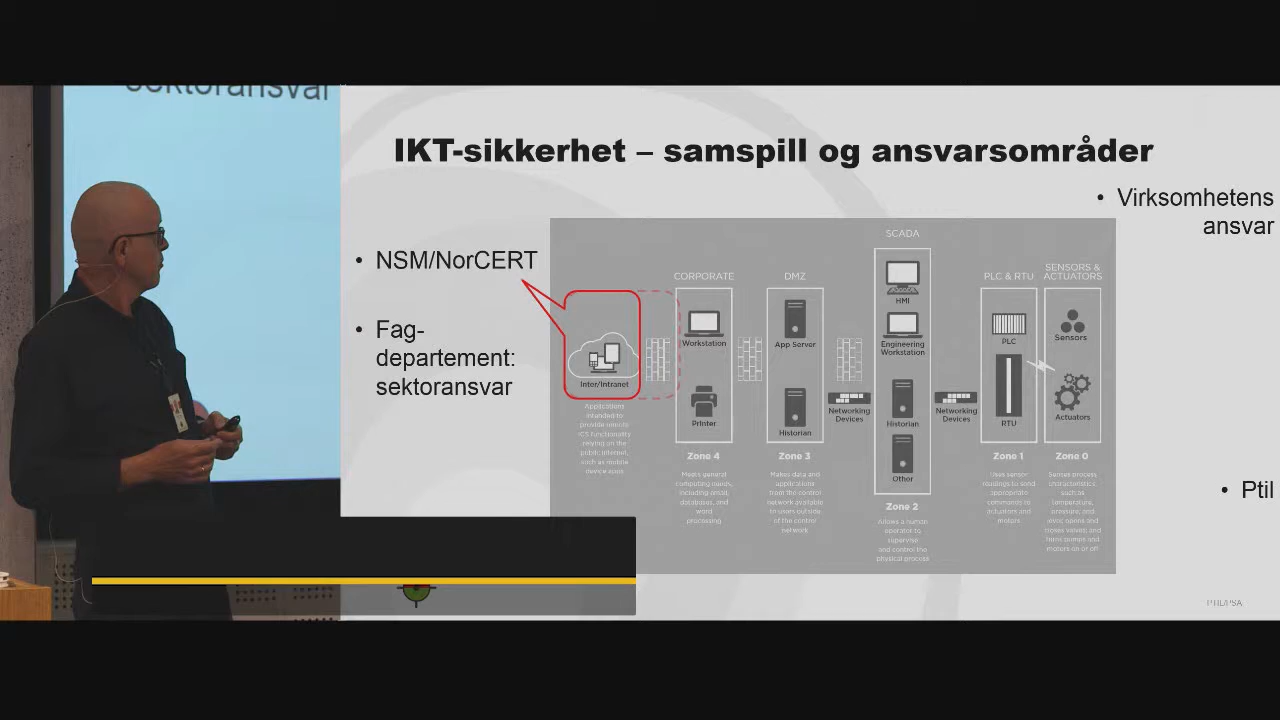 sektoransvar
IKT-sikkerhet – samspill og ansvarsområder
• Virksomhetens
ansvar
• NSM/NorCERT
• Fag-
departement:
sektoransvar
• Ptil
SCADA
CORPORATE
DMZ
PLC & RTU
SENSORS &
ACTUATORS
HMI
Workstation
App Server
Engineering
Workstation
PLC
Sensors
Inter/Intranet
Printer
Historian
Networking
Devices
Historian
Networking
Devices
RTU
Actuators
Other
Applications
intended to
provide remote
ICS functionality
relying on the
public internet,
such as mobile
device apps
Zone 4
Meets general
computing needs,
including email,
databases, and
word
processing
Zone 3
Makes data and
applications
from the control
network available
to users outside
of the control
network
Zone 2
Allows a human
operator to
supervise
and control the
physical process
Zone 1
Uses sensor
readings to send
appropriate
commands to
actuators and
motors
Zone 0
Senses process
characteristics
such as
temperature,
pressure, and
level; opens and
closes valves; and
turns pumps and
motors on or off
PTIL/PSA